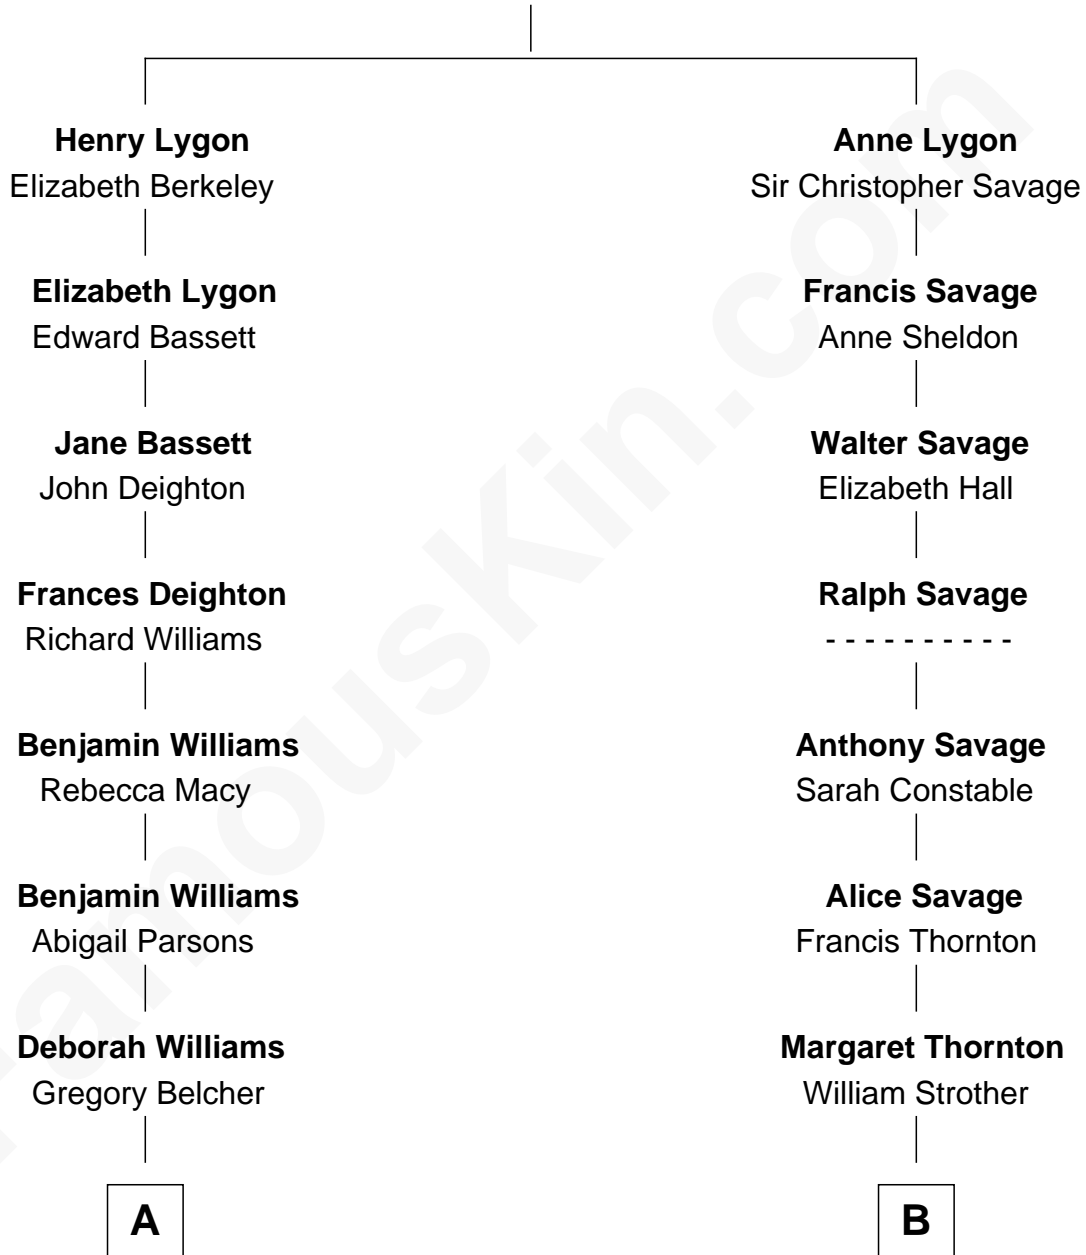 Henry Lygon
Elizabeth Berkeley
Anne Lygon
Sir Christopher Savage
Elizabeth Lygon
Edward Bassett
Francis Savage
Anne Sheldon
Jane Bassett
John Deighton
Walter Savage
Elizabeth Hall
Frances Deighton
Richard Williams
Ralph Savage
- - - - - - - - - -
Benjamin Williams
Rebecca Macy
Anthony Savage
Sarah Constable
Benjamin Williams
Abigail Parsons
Alice Savage
Francis Thornton
Deborah Williams
Gregory Belcher
Margaret Thornton
William Strother
A
B
FamousKin.com